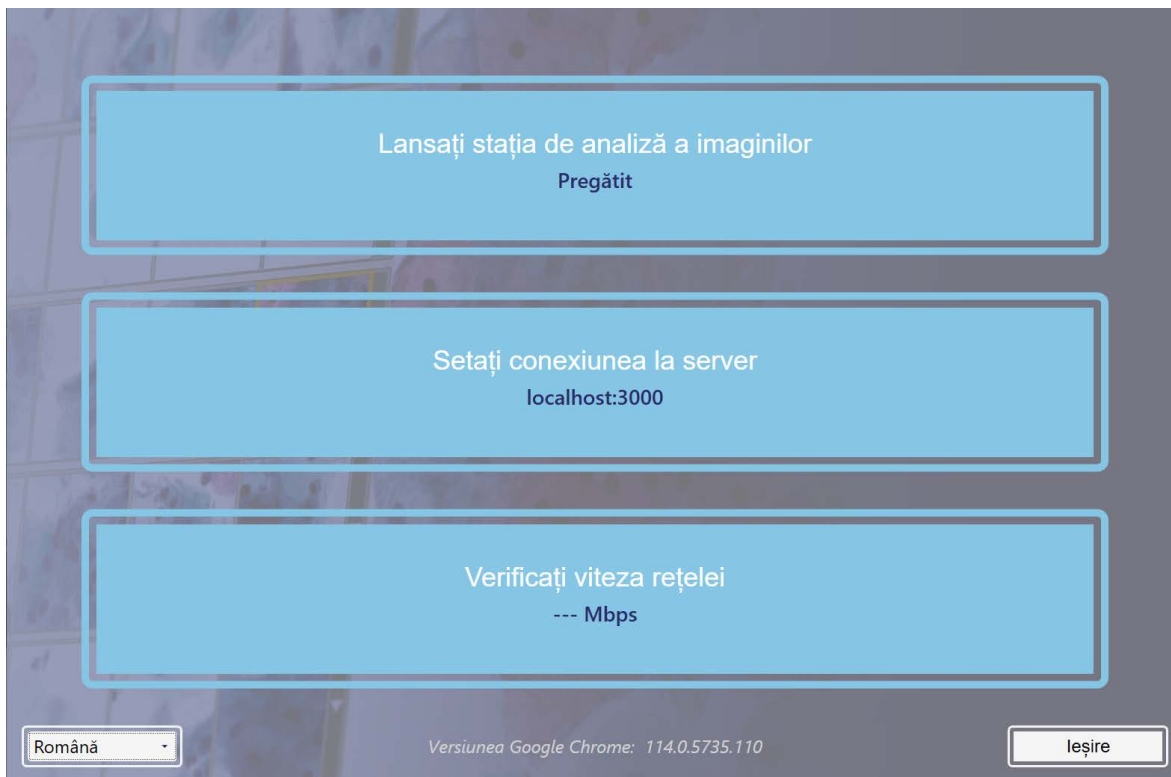 Lansați stația de analiză a imaginilor
Pregătit
Setați conexiunea la server
localhost:3000
Verificați viteza rețelei
--- Mbps
Română
Versiunea Google Chrome: 114.0.5735.110
Ieșire